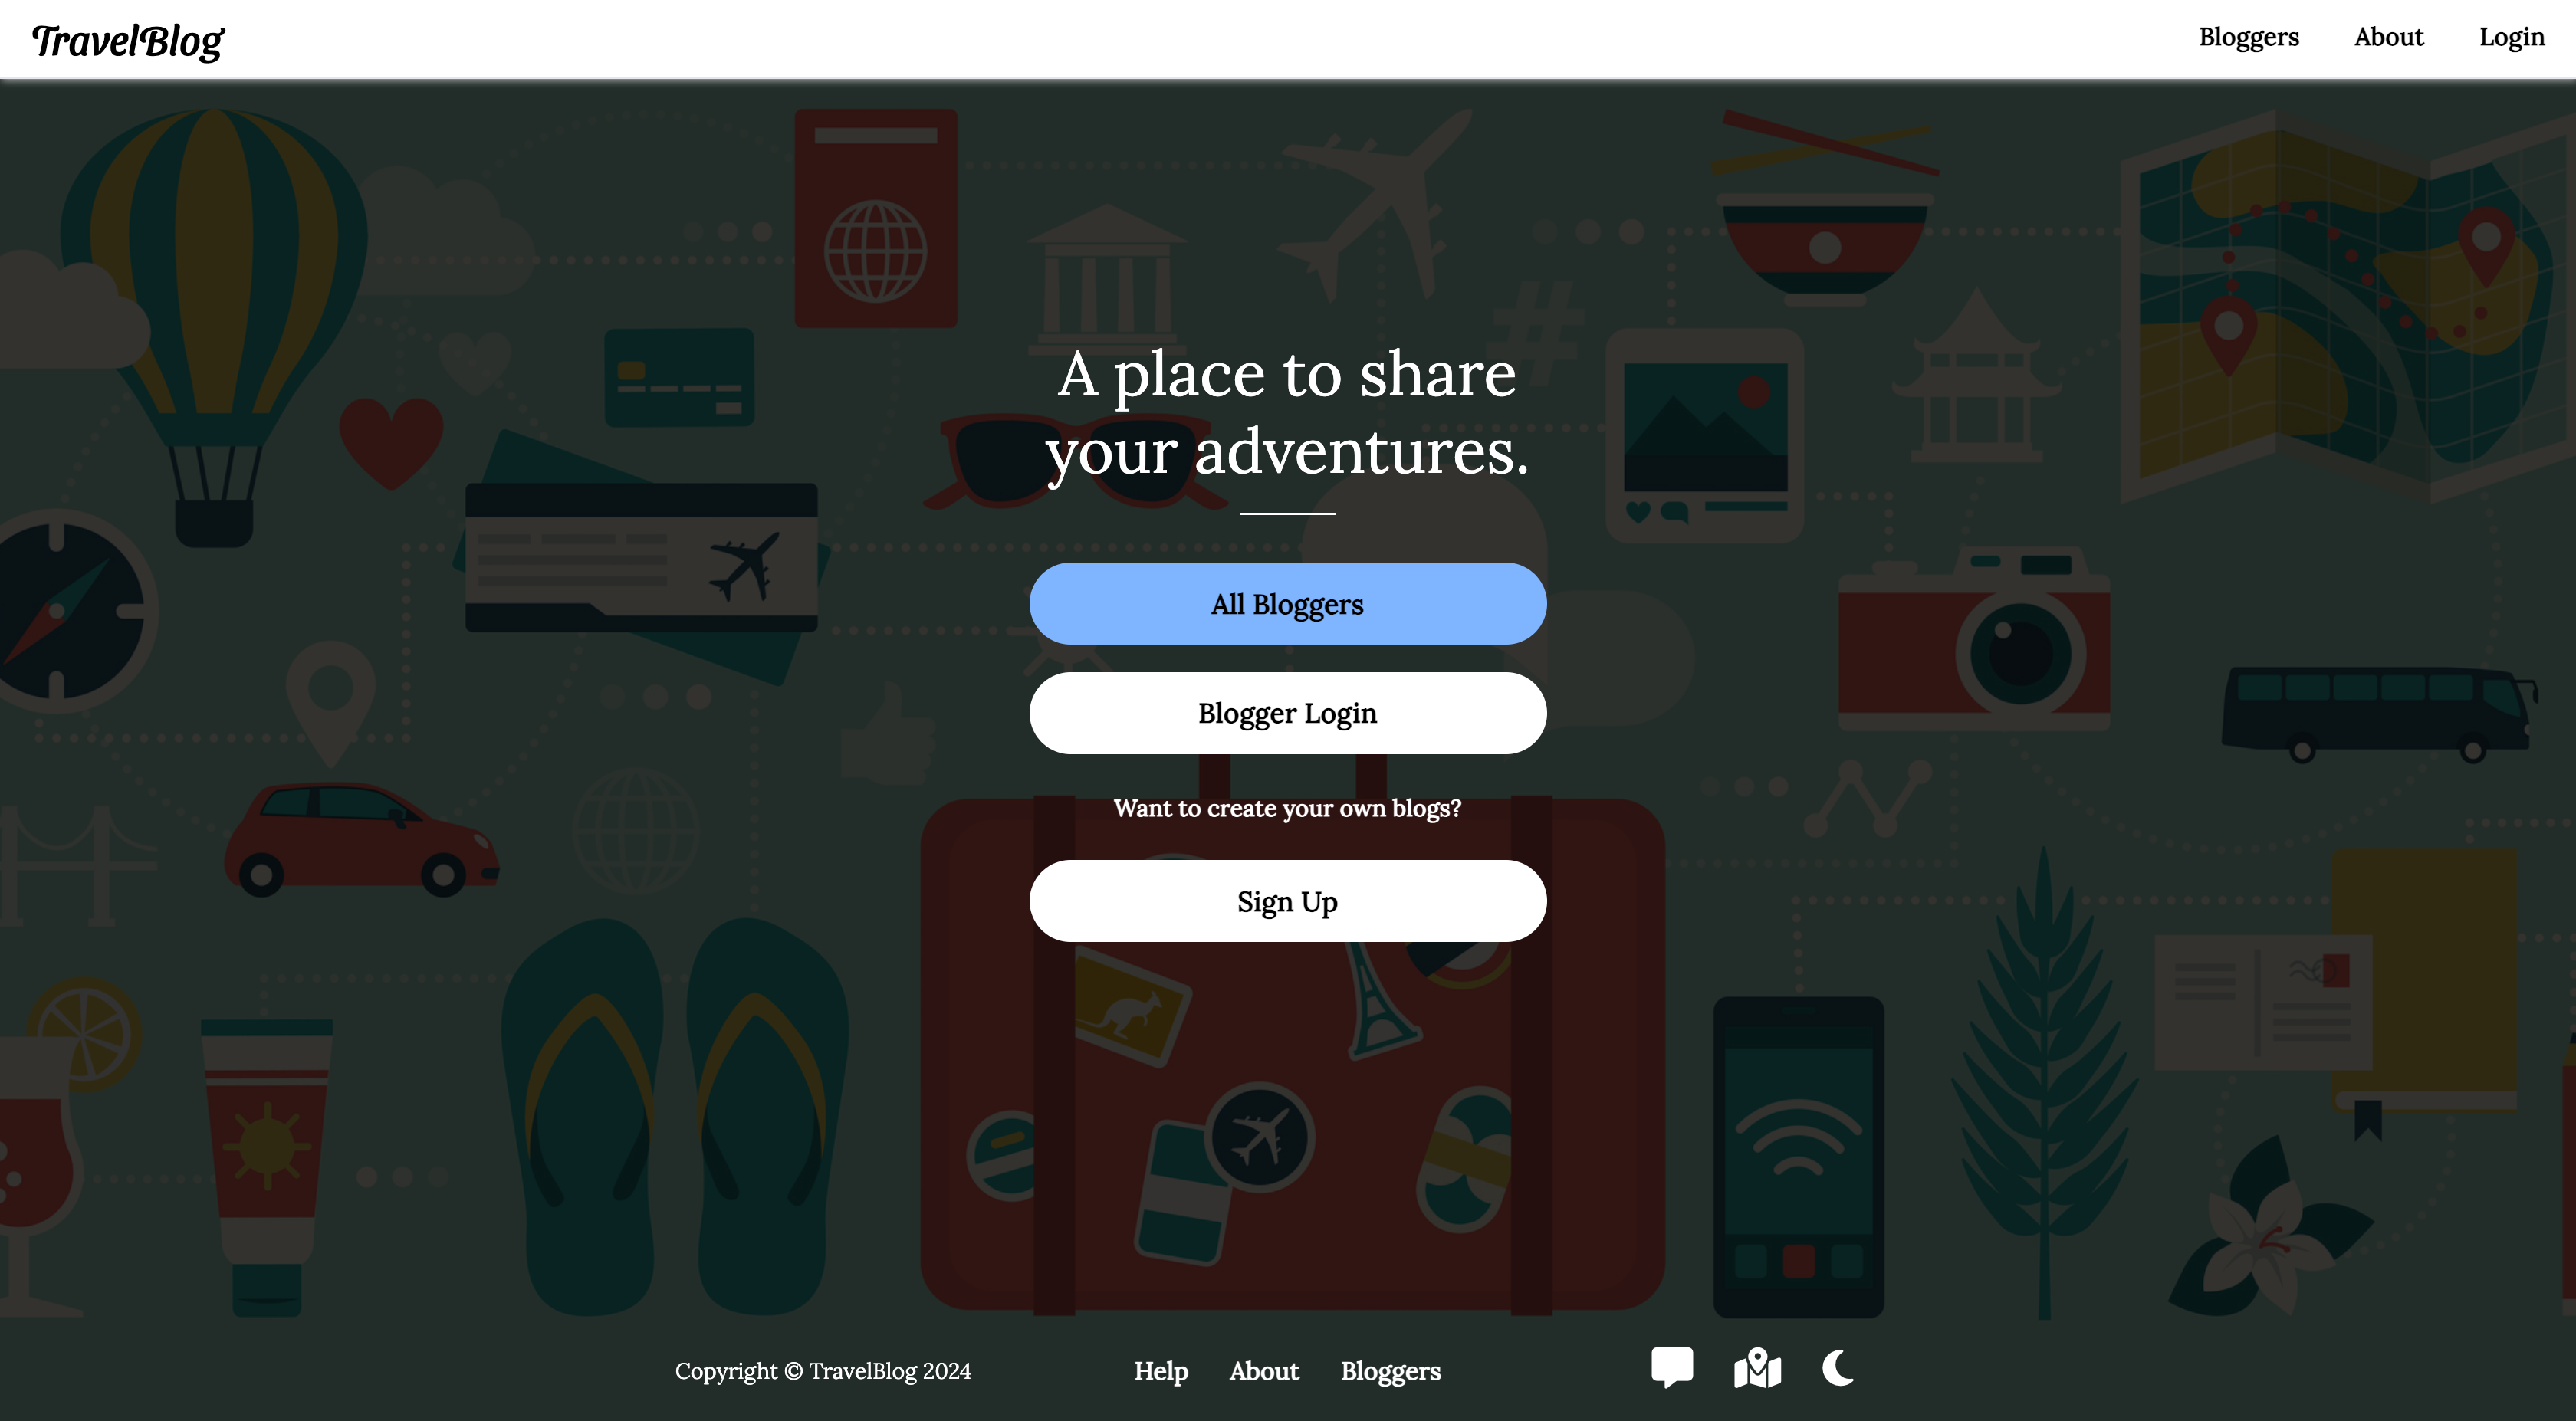 TravelBlog
Bloggers About Login
A place to share
your adventures.
All Bloggers
Blogger Login
Want to create your own blogs?
Sign Up
Copyright © TravelBlog 2024
Help About Bloggers